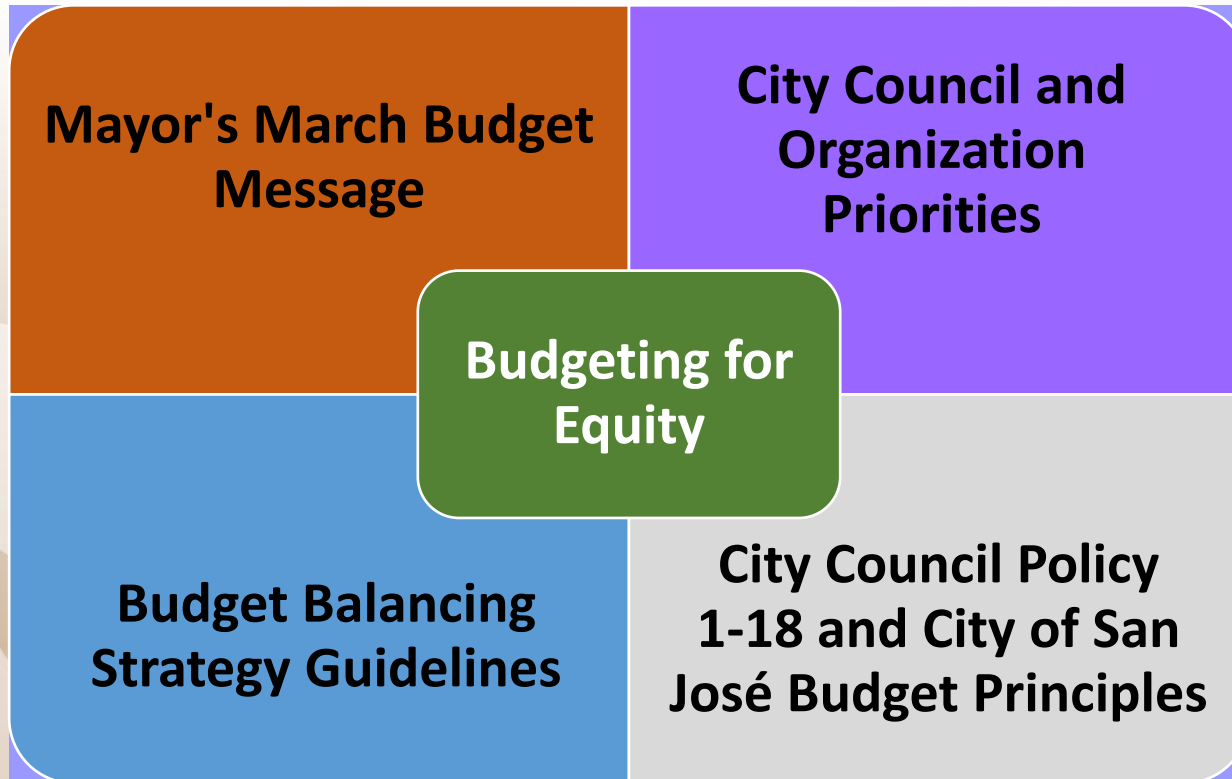 Mayor's March Budget
Message
City Council and
Organization
Priorities
Budgeting for
Equity
Budget Balancing
Strategy Guidelines
City Council Policy
1-18 and City of San
José Budget Principles